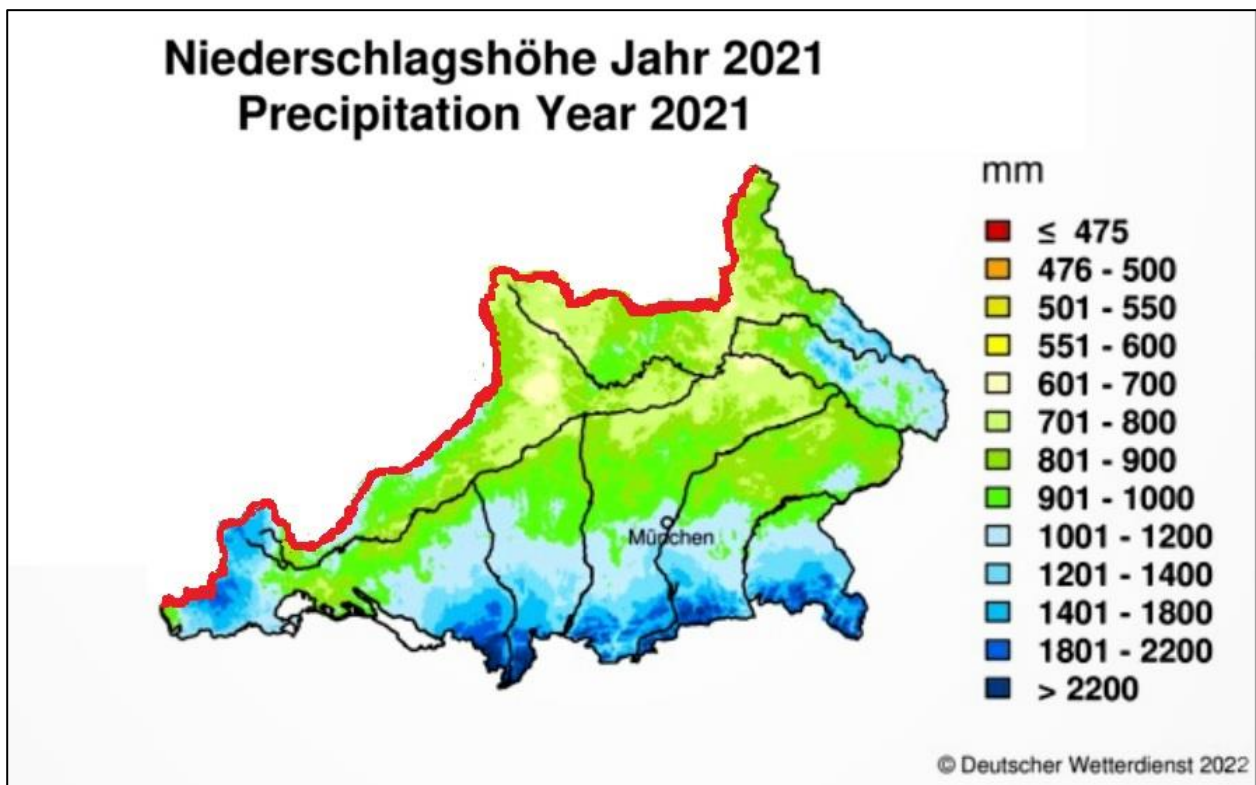 Niederschlagshöhe Jahr 2021
Precipitation Year 2021
mm
≤ 475
476 - 500
501 - 550
551 - 600
601 - 700
701 - 800
801 - 900
901 - 1000
1001 - 1200
1201 - 1400
1401 - 1800
1801 - 2200
> 2200
München
© Deutscher Wetterdienst 2022